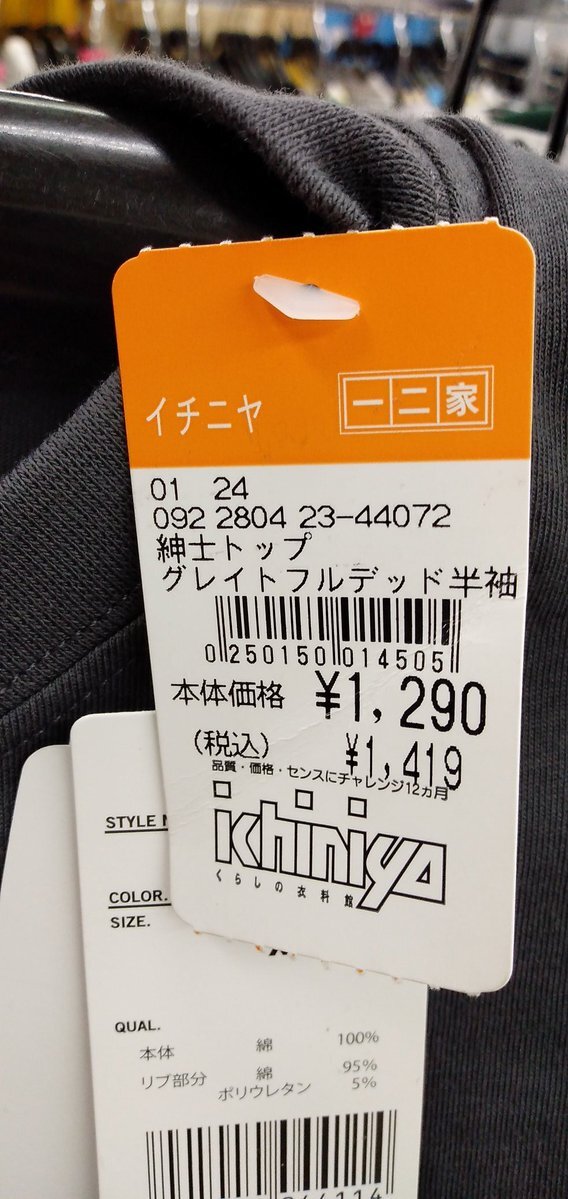 イチニヤ 一二家
01 24
092 2804 23-44072
紳士トップ
グレイトフルデッド半袖
0250150014505
本体価格 ¥1,290
(税込) ¥1,419
品質・価格・センスにチャレンジ12ヵ月
ichiniya
くらしの衣料館
STYLE
COLOR.
SIZE.
QUAL.
本体 綿 100%
リブ部分 綿 95%
ポリウレタン 5%